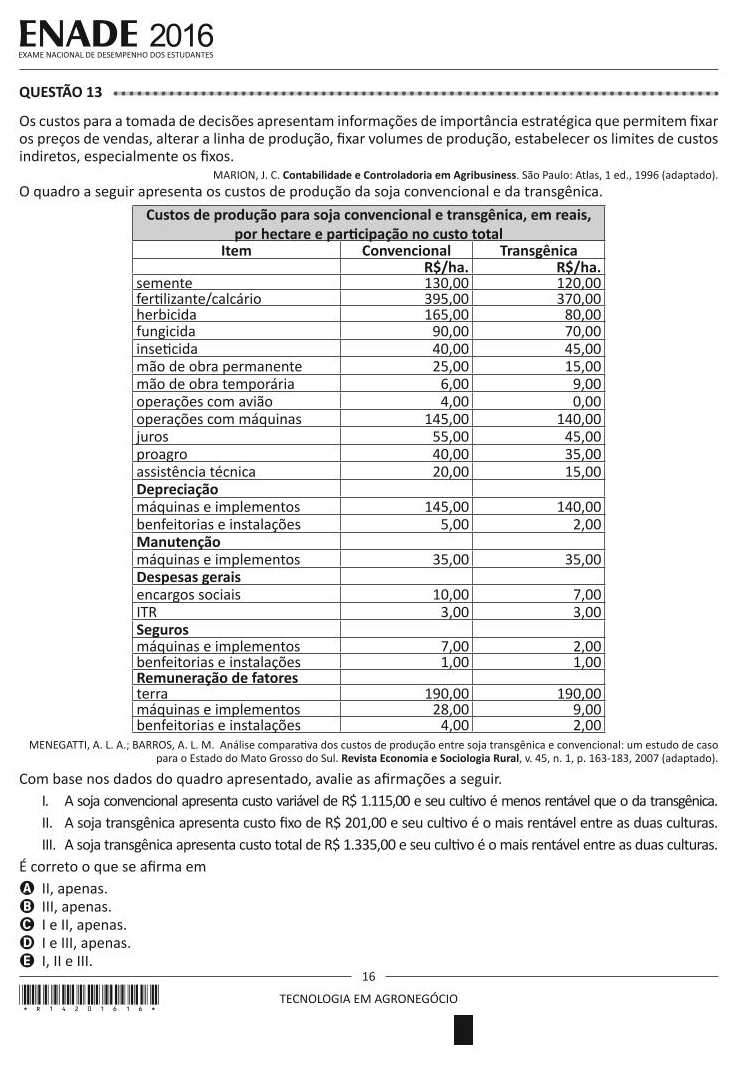 ENADE 2016
EXAME NACIONAL DE DESEMPENHO DOS ESTUDANTES
QUESTÃO 13
Os custos para a tomada de decisões apresentam informações de importância estratégica que permitem fixar
os preços de vendas, alterar a linha de produção, fixar volumes de produção, estabelecer os limites de custos
indiretos, especialmente os fixos.
MARION, J. C. Contabilidade e Controladoria em Agribusiness. São Paulo: Atlas, 1 ed., 1996 (adaptado).
O quadro a seguir apresenta os custos de produção da soja convencional e da transgênica.
Custos de produção para soja convencional e transgênica, em reais,
por hectare e participação no custo total
Item Convencional Transgênica
R$/ha. R$/ha.
semente 130,00 120,00
fertilizante/calcário 395,00 370,00
herbicida 165,00 80,00
fungicida 90,00 70,00
inseticida 40,00 45,00
mão de obra permanente 25,00 15,00
mão de obra temporária 6,00 9,00
operações com avião 4,00 0,00
operações com máquinas 145,00 140,00
juros 55,00 45,00
proagro 40,00 35,00
assistência técnica 20,00 15,00
Depreciação
máquinas e implementos 145,00 140,00
benfeitorias e instalações 5,00 2,00
Manutenção
máquinas e implementos 35,00 35,00
Despesas gerais
encargos sociais 10,00 7,00
ITR 3,00 3,00
Seguros
máquinas e implementos 7,00 2,00
benfeitorias e instalações 1,00 1,00
Remuneração de fatores
terra 190,00 190,00
máquinas e implementos 28,00 9,00
benfeitorias e instalações 4,00 2,00
MENEGATTI, A. L. A.; BARROS, A. L. M. Análise comparativa dos custos de produção entre soja transgênica e convencional: um estudo de caso
para o Estado do Mato Grosso do Sul. Revista Economia e Sociologia Rural, v. 45, n. 1, p. 163-183, 2007 (adaptado).
Com base nos dados do quadro apresentado, avalie as afirmações a seguir.
I. A soja convencional apresenta custo variável de R$ 1.115,00 e seu cultivo é menos rentável que o da transgênica.
II. A soja transgênica apresenta custo fixo de R$ 201,00 e seu cultivo é o mais rentável entre as duas culturas.
III. A soja transgênica apresenta custo total de R$ 1.335,00 e seu cultivo é o mais rentável entre as duas culturas.
É correto o que se afirma em
A II, apenas.
B III, apenas.
C I e II, apenas.
D I e III, apenas.
E I, II e III.
16
TECNOLOGIA EM AGRONEGÓCIO
*R14201616*